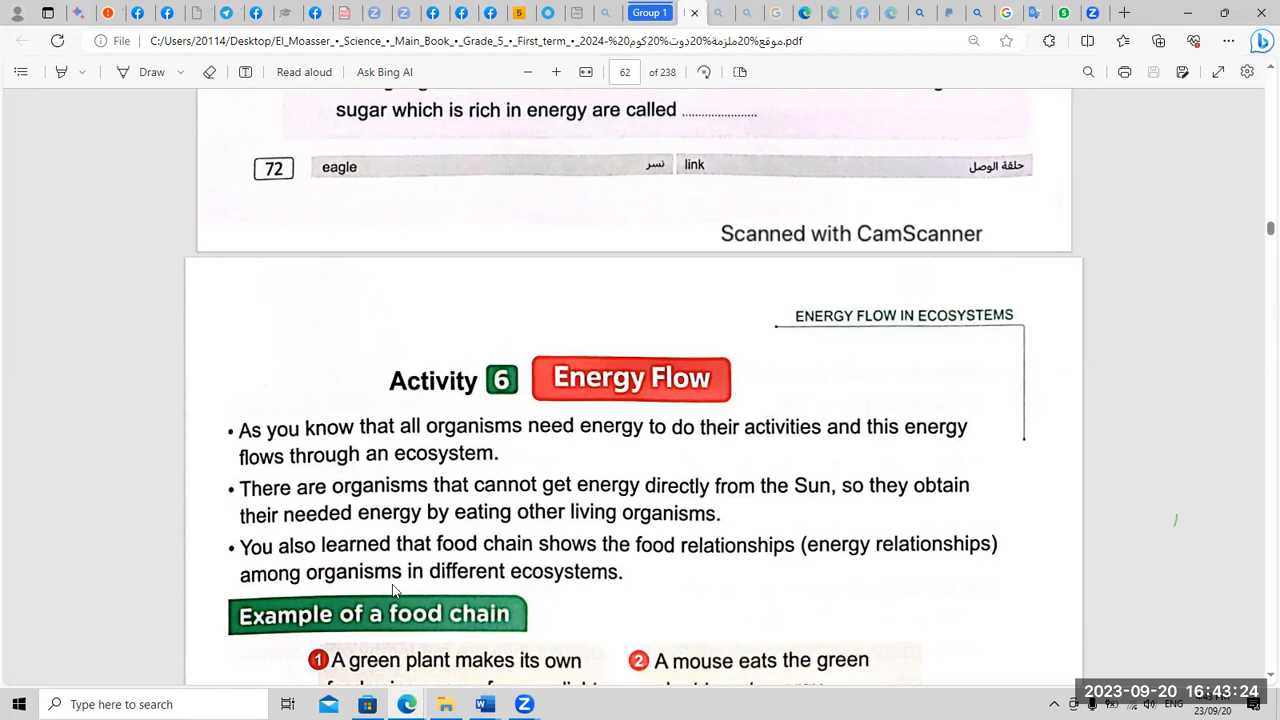 Group 1
File
C:/Users/20114/Desktop/El_Moasser_•_Science_•_Main_Book_•_Grade_5_•_First_term_•_2024-%20موقع%20ملزمة%20دوت%20كوم.pdf
Draw
Read aloud
Ask Bing AI
62 of 238
sugar which is rich in energy are called .....................
72
eagle نسر
link حلقة الوصل
Scanned with CamScanner
ENERGY FLOW IN ECOSYSTEMS
Activity 6 Energy Flow
• As you know that all organisms need energy to do their activities and this energy
flows through an ecosystem.
• There are organisms that cannot get energy directly from the Sun, so they obtain
their needed energy by eating other living organisms.
• You also learned that food chain shows the food relationships (energy relationships)
among organisms in different ecosystems.
Example of a food chain
1 A green plant makes its own
2 A mouse eats the green
Type here to search
ENG
2023-09-20 16:43:24
23/09/20